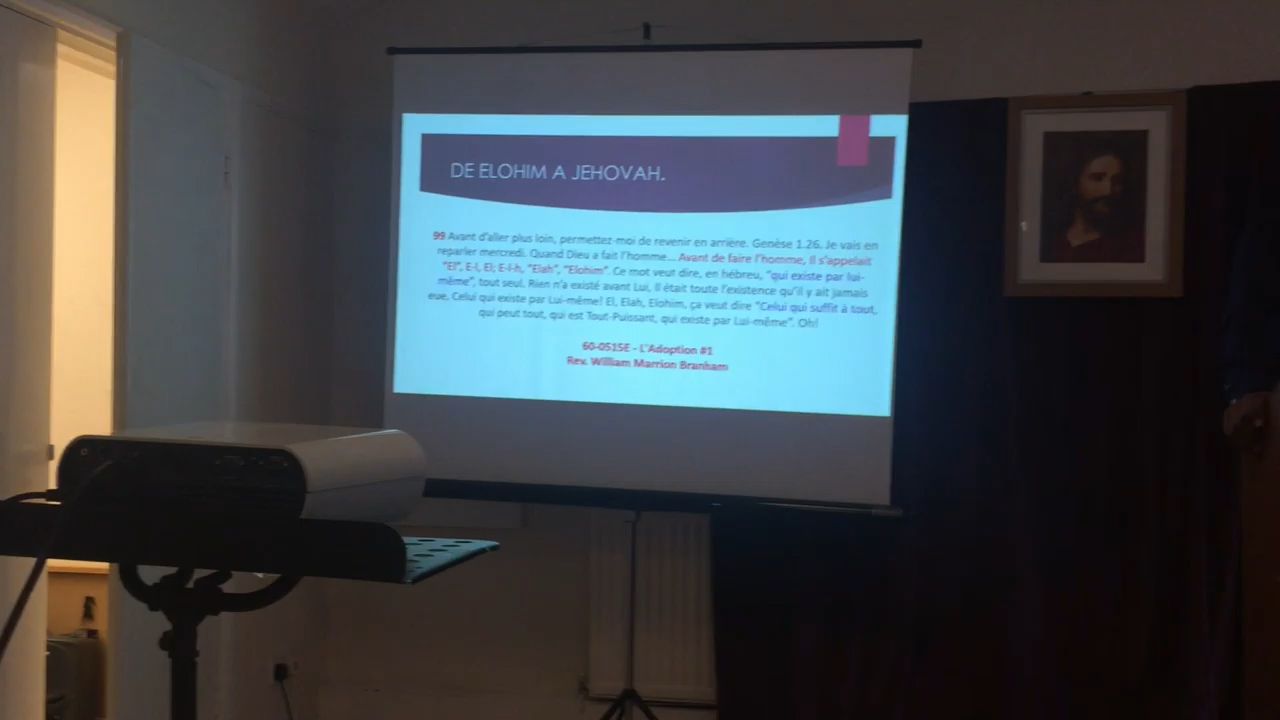 DE ELOHIM A JEHOVAH.
99 Avant d'aller plus loin, permettez-moi de revenir en arrière. Genèse 1.26. Je vais en
reparler mercredi. Quand Dieu a fait l'homme... Avant de faire l'homme, Il s'appelait
"El", E-l, El; E-l-h, "Elah", "Elohim". Ce mot veut dire, en hébreu, "qui existe par lui-
même", tout seul. Rien n'a existé avant Lui, Il était toute l'existence qu'il y ait jamais
eue, Celui qui existe par Lui-même! El, Elah, Elohim, ça veut dire "Celui qui suffit à tout,
qui peut tout, qui est Tout-Puissant, qui existe par Lui-même". Oh!
60-0515E - L'Adoption #1
Rev. William Marrion Branham